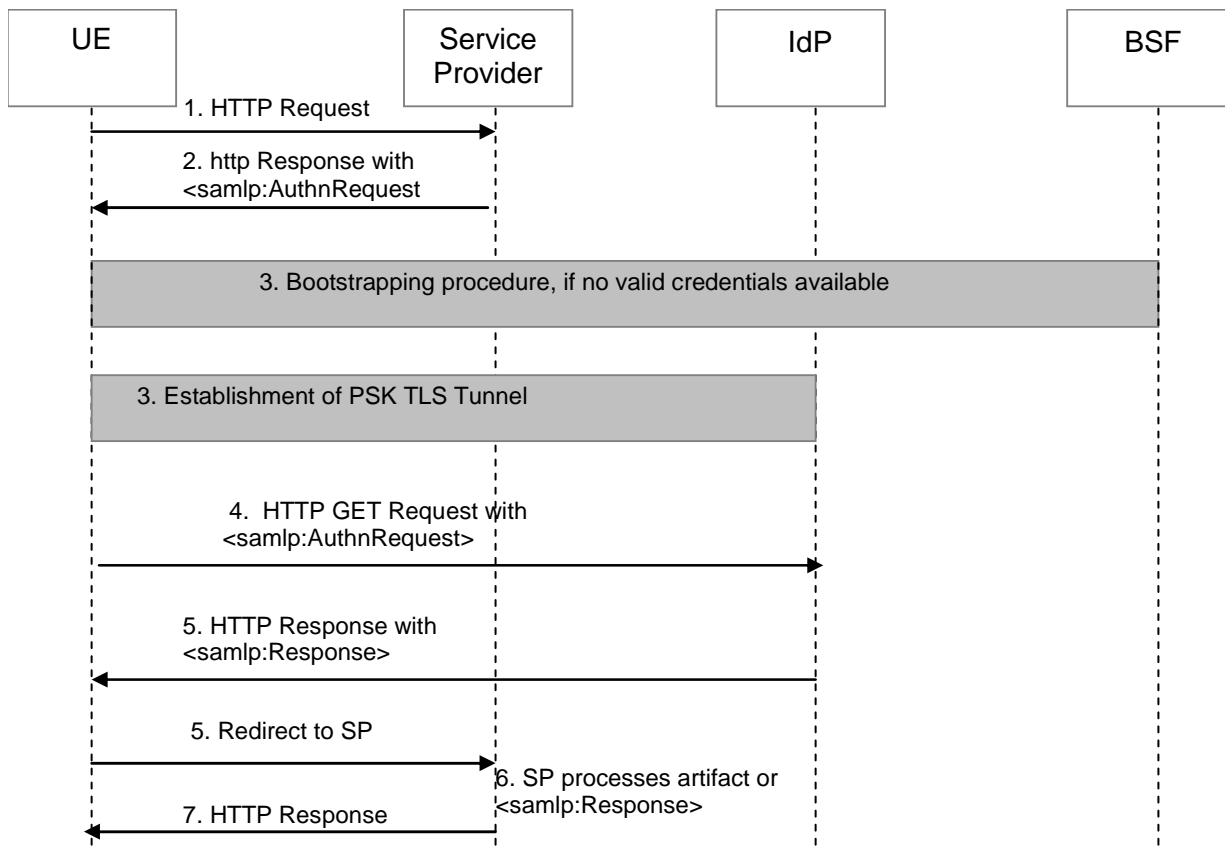 UE
Service
Provider
IdP
BSF
1. HTTP Request
2. http Response with
<samlp:AuthnRequest
3. Bootstrapping procedure, if no valid credentials available
3. Establishment of PSK TLS Tunnel
4. HTTP GET Request with
<samlp:AuthnRequest>
5. HTTP Response with
<samlp:Response>
5. Redirect to SP
6. SP processes artifact or
<samlp:Response>
7. HTTP Response